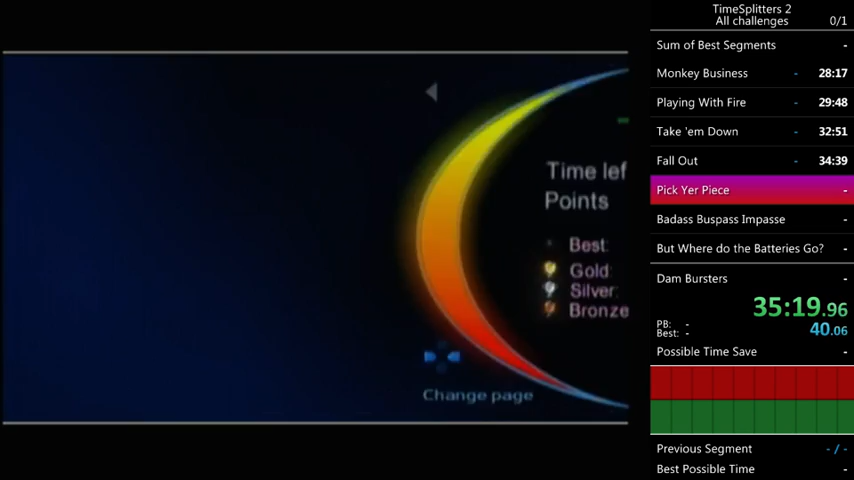 TimeSplitters 2
All challenges 0/1
Sum of Best Segments -
Monkey Business - 28:17
Playing With Fire - 29:48
Take 'em Down - 32:51
Fall Out - 34:39
Pick Yer Piece -
Badass Buspass Impasse -
But Where do the Batteries Go? -
Dam Bursters -
35:19.96
PB: -
Best: - 40.06
Possible Time Save -
Previous Segment - / -
Best Possible Time -
Time lef
Points
Best:
Gold:
Silver:
Bronze
Change page